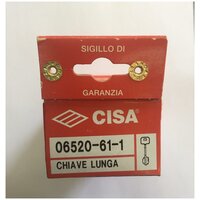 SIGILLO DI
GARANZIA
CISA
06520-61-1
CHIAVE LUNGA